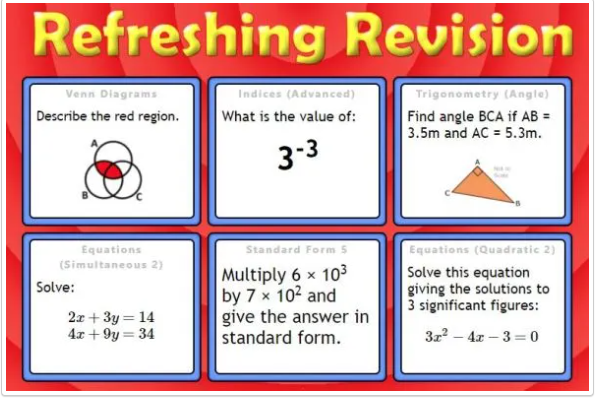 Refreshing Revision
Venn Diagrams
Describe the red region.
A
B
C
Indices (Advanced)
What is the value of:
3⁻³
Trigonometry (Angle)
Find angle BCA if AB =
3.5m and AC = 5.3m.
A
Not to
Scale
C
B
Equations
(Simultaneous 2)
Solve:
2x + 3y = 14
4x + 9y = 34
Standard Form 5
Multiply 6 × 10³
by 7 × 10² and
give the answer in
standard form.
Equations (Quadratic 2)
Solve this equation
giving the solutions to
3 significant figures:
3x² − 4x − 3 = 0